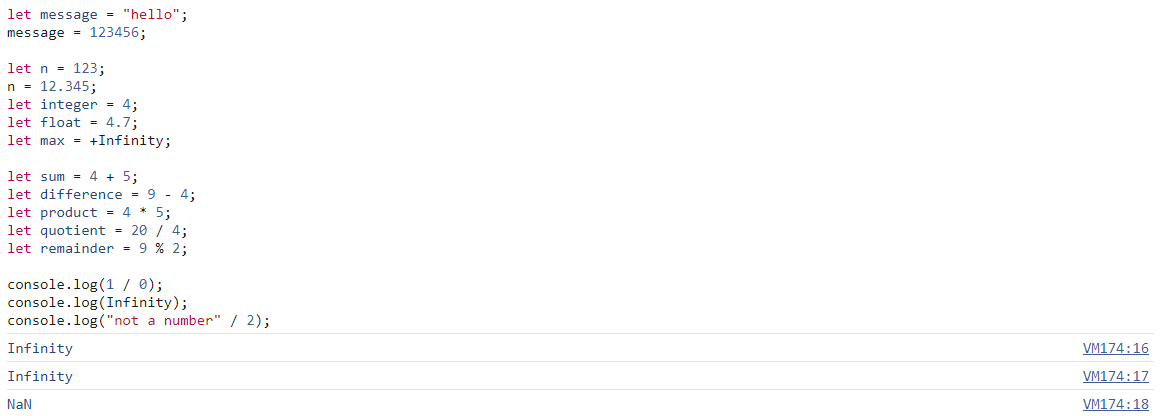 let message = "hello";
message = 123456;
let n = 123;
n = 12.345;
let integer = 4;
let float = 4.7;
let max = +Infinity;
let sum = 4 + 5;
let difference = 9 - 4;
let product = 4 * 5;
let quotient = 20 / 4;
let remainder = 9 % 2;
console.log(1 / 0);
console.log(Infinity);
console.log("not a number" / 2);
Infinity VM174:16
Infinity VM174:17
NaN VM174:18